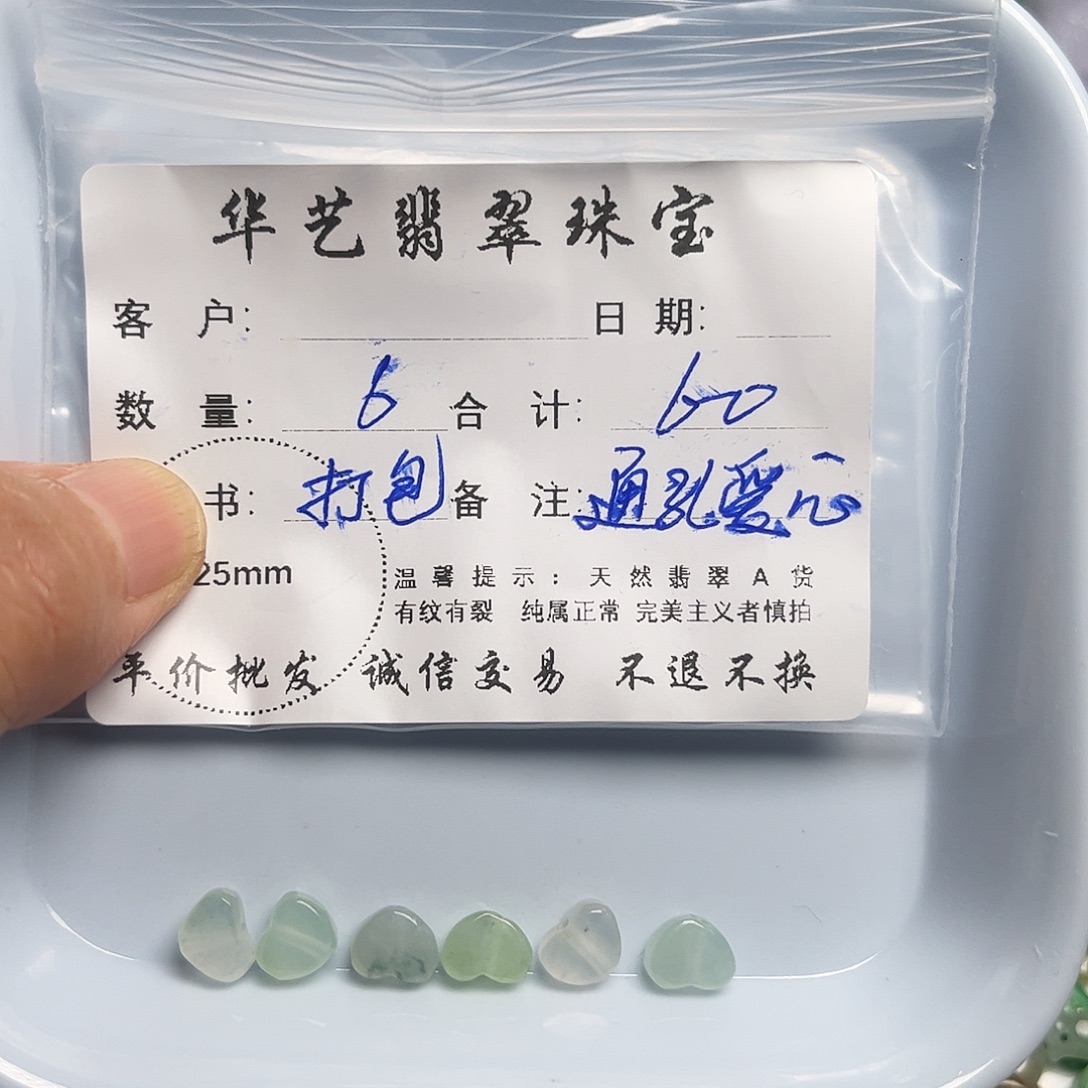 华艺翡翠珠宝
客 户: 日 期:
数 量: 6 合 计: 60
书: 打包 备 注: 通孔爱心
25mm 温馨提示:天然翡翠A货
有纹有裂 纯属正常 完美主义者慎拍
平价批发 诚信交易 不退不换